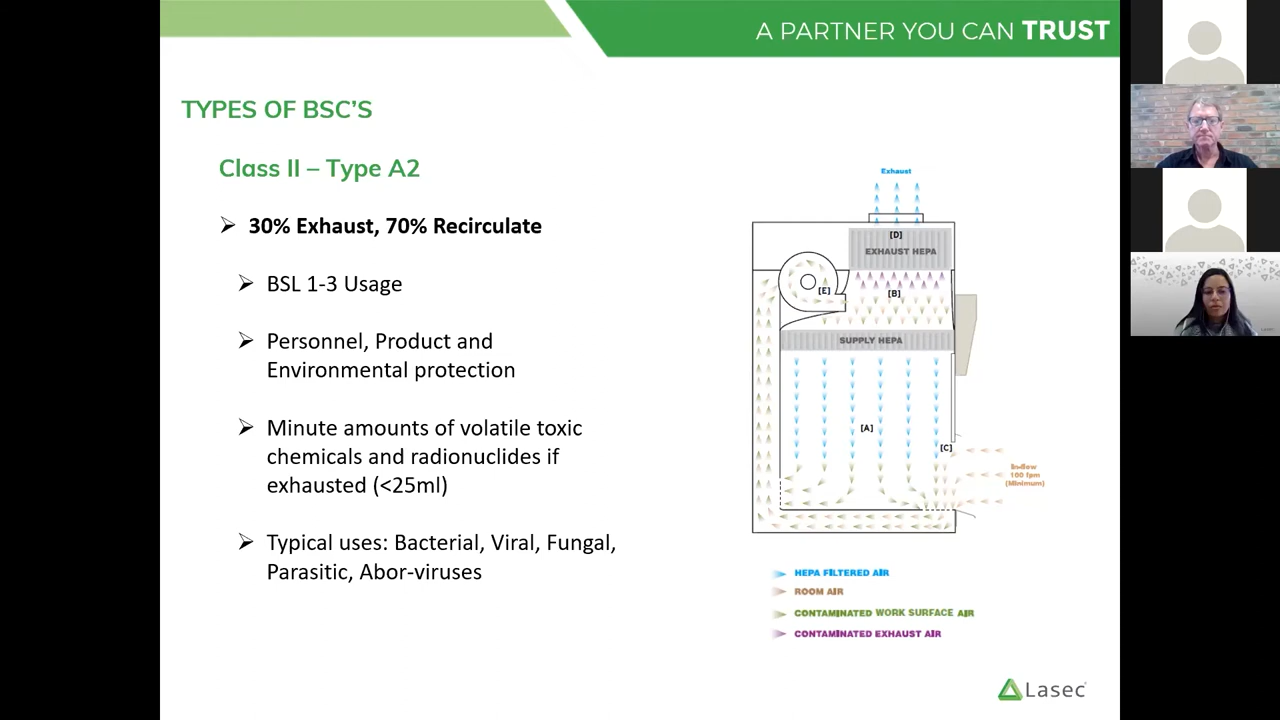 A PARTNER YOU CAN TRUST
TYPES OF BSC'S
Class II – Type A2
30% Exhaust, 70% Recirculate
BSL 1-3 Usage
Personnel, Product and
Environmental protection
Minute amounts of volatile toxic
chemicals and radionuclides if
exhausted (<25ml)
Typical uses: Bacterial, Viral, Fungal,
Parasitic, Abor-viruses
Exhaust
[D]
EXHAUST HEPA
[E]
[B]
SUPPLY HEPA
[A]
[C]
Inflow
100 fpm
(Minimum)
HEPA FILTERED AIR
ROOM AIR
CONTAMINATED WORK SURFACE AIR
CONTAMINATED EXHAUST AIR
Lasec